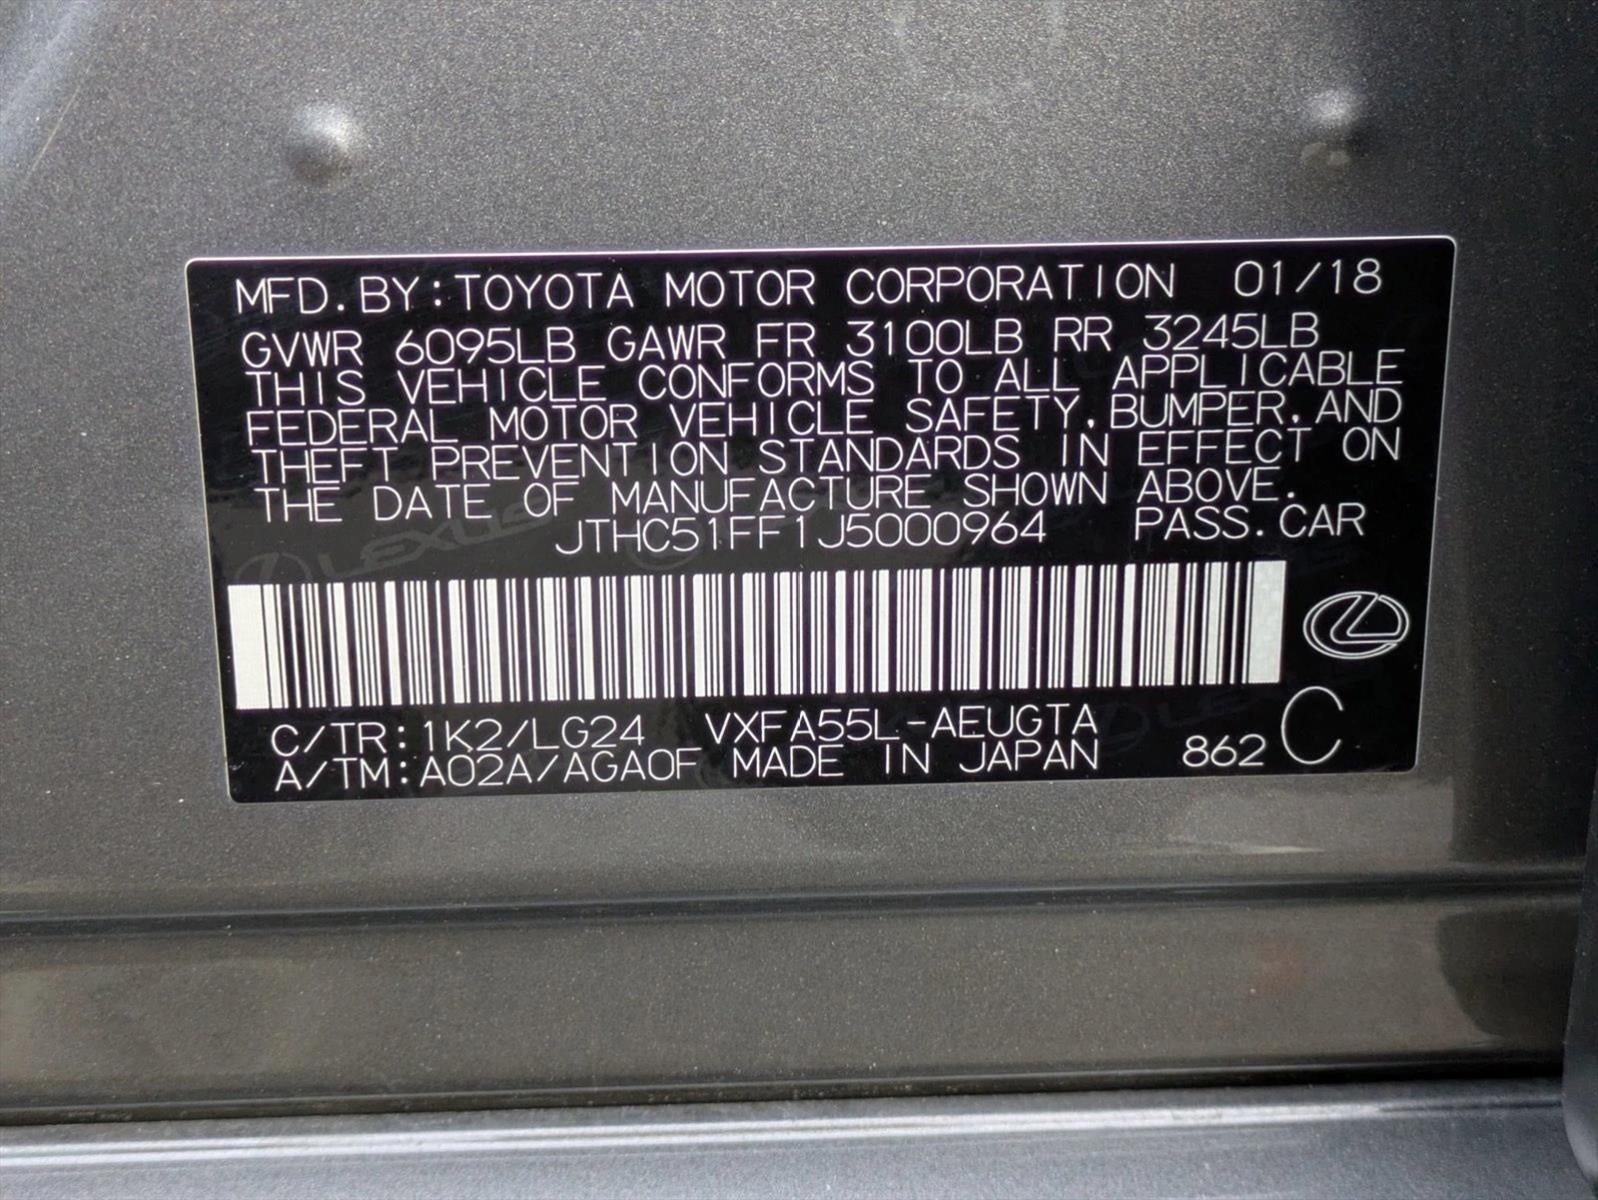 MFD.BY:TOYOTA MOTOR CORPORATION 01/18
GVWR 6095LB GAWR FR 3100LB RR 3245LB
THIS VEHICLE CONFORMS TO ALL APPLICABLE
FEDERAL MOTOR VEHICLE SAFETY,BUMPER,AND
THEFT PREVENTION STANDARDS IN EFFECT ON
THE DATE OF MANUFACTURE SHOWN ABOVE.
JTHC51FF1J5000964 PASS.CAR
C/TR:1K2/LG24 VXFA55L-AEUGTA
A/TM:A02A/AGA0F MADE IN JAPAN 862 C